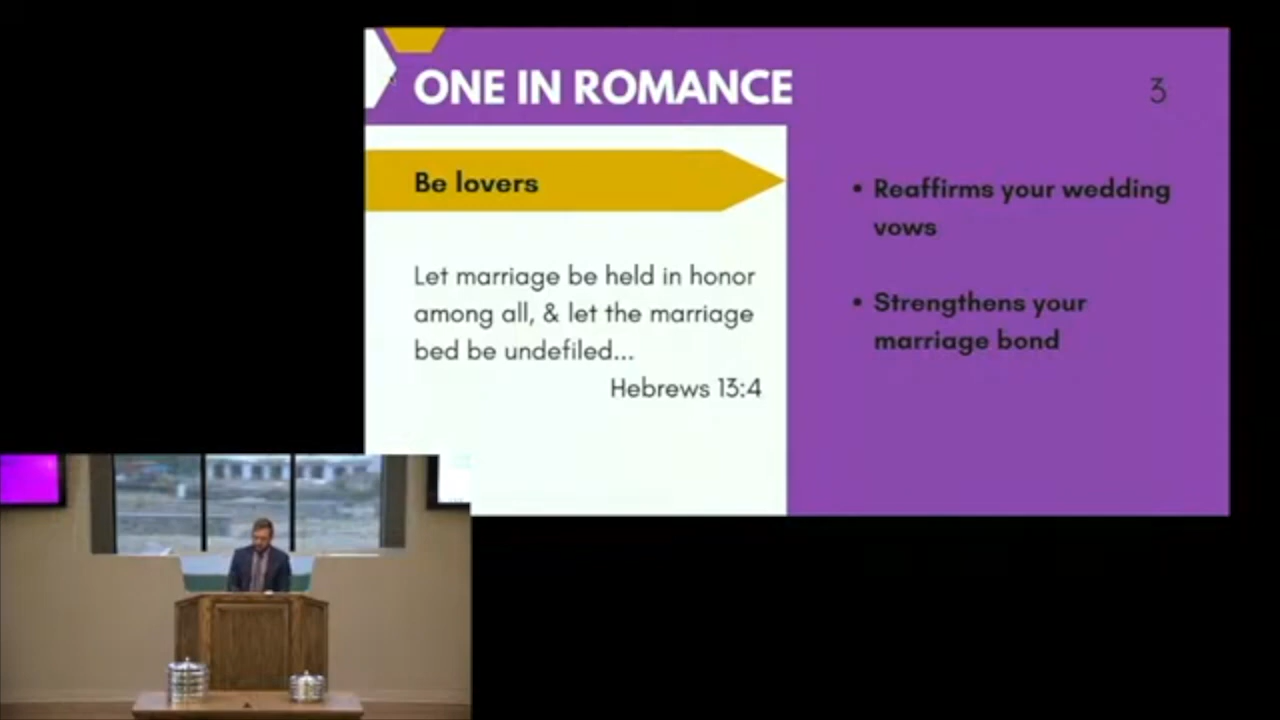 ONE IN ROMANCE
3
Be lovers
Let marriage be held in honor
among all, & let the marriage
bed be undefiled...
Hebrews 13:4
• Reaffirms your wedding
vows
• Strengthens your
marriage bond